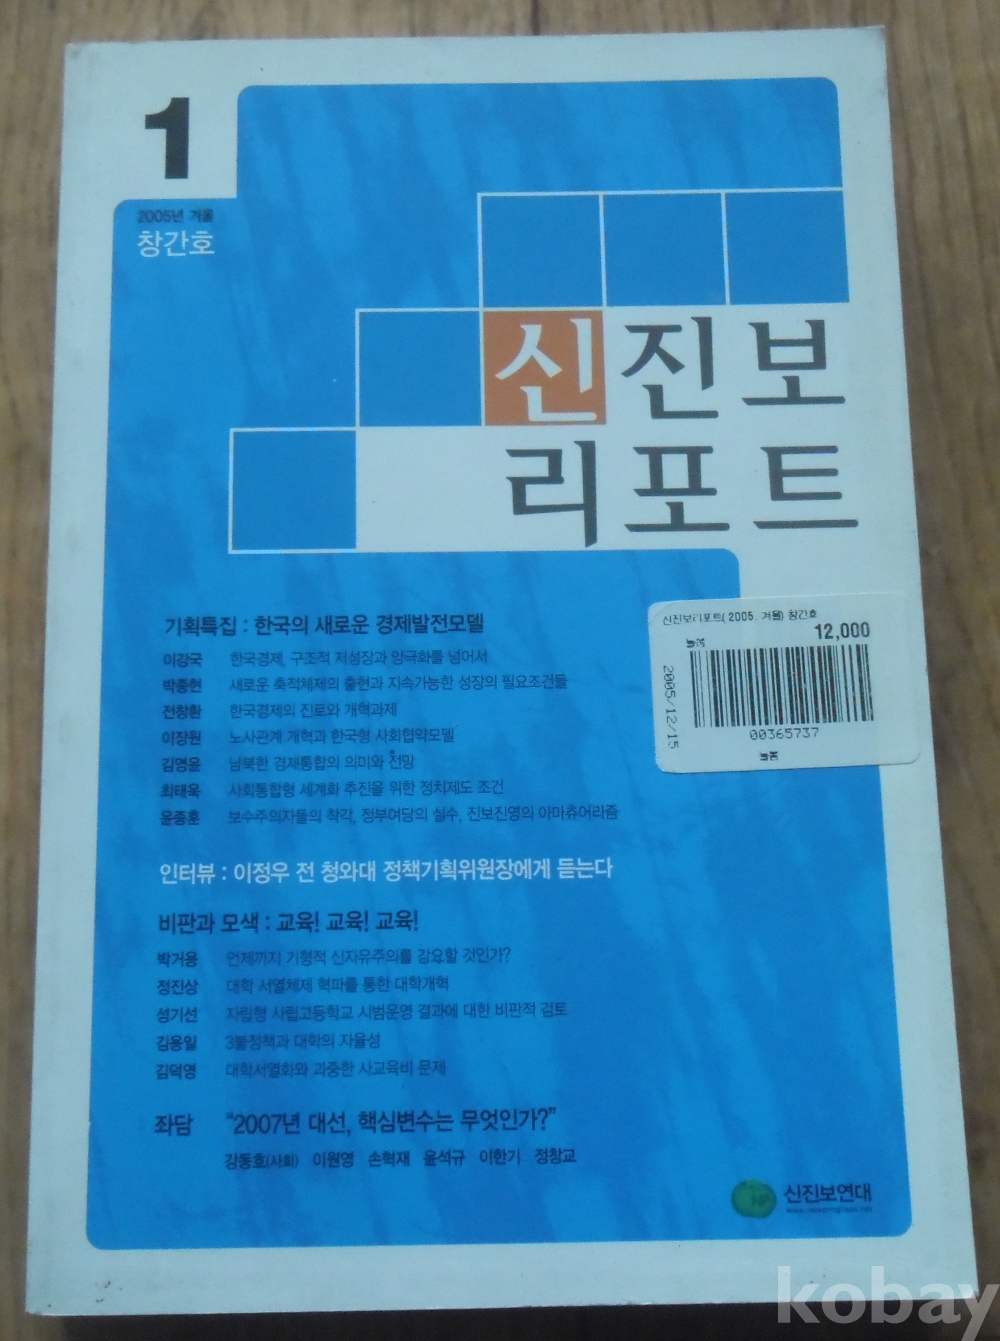 1
2005년 겨울
창간호
신진보
리포트
신진보리포트( 2005. 겨울) 창간호
12,000
농협
2005/12/15
00365737
기획특집 : 한국의 새로운 경제발전모델
이강국 한국경제, 구조적 저성장과 양극화를 넘어서
박종현 새로운 축적체제의 출현과 지속가능한 성장의 필요조건들
전창환 한국경제의 진로와 개혁과제
이장원 노사관계 개혁과 한국형 사회협약모델
김영윤 남북한 경제통합의 의미와 전망
최태욱 사회통합형 세계화 추진을 위한 정치제도 조건
윤종훈 보수주의자들의 착각, 정부여당의 실수, 진보진영의 아마츄어리즘
인터뷰 : 이정우 전 청와대 정책기획위원장에게 듣는다
비판과 모색 : 교육! 교육! 교육!
박거용 언제까지 기형적 신자유주의를 강요할 것인가?
정진상 대학 서열체제 혁파를 통한 대학개혁
성기선 자립형 사립고등학교 시범운영 결과에 대한 비판적 검토
김용일 3불정책과 대학의 자율성
김덕영 대학서열화와 과중한 사교육비 문제
좌담 “2007년 대선, 핵심변수는 무엇인가?”
강동호(사회) 이원영 손혁재 윤석규 이한기 정창교
NP 신진보연대
www.newprogress.net
kobay